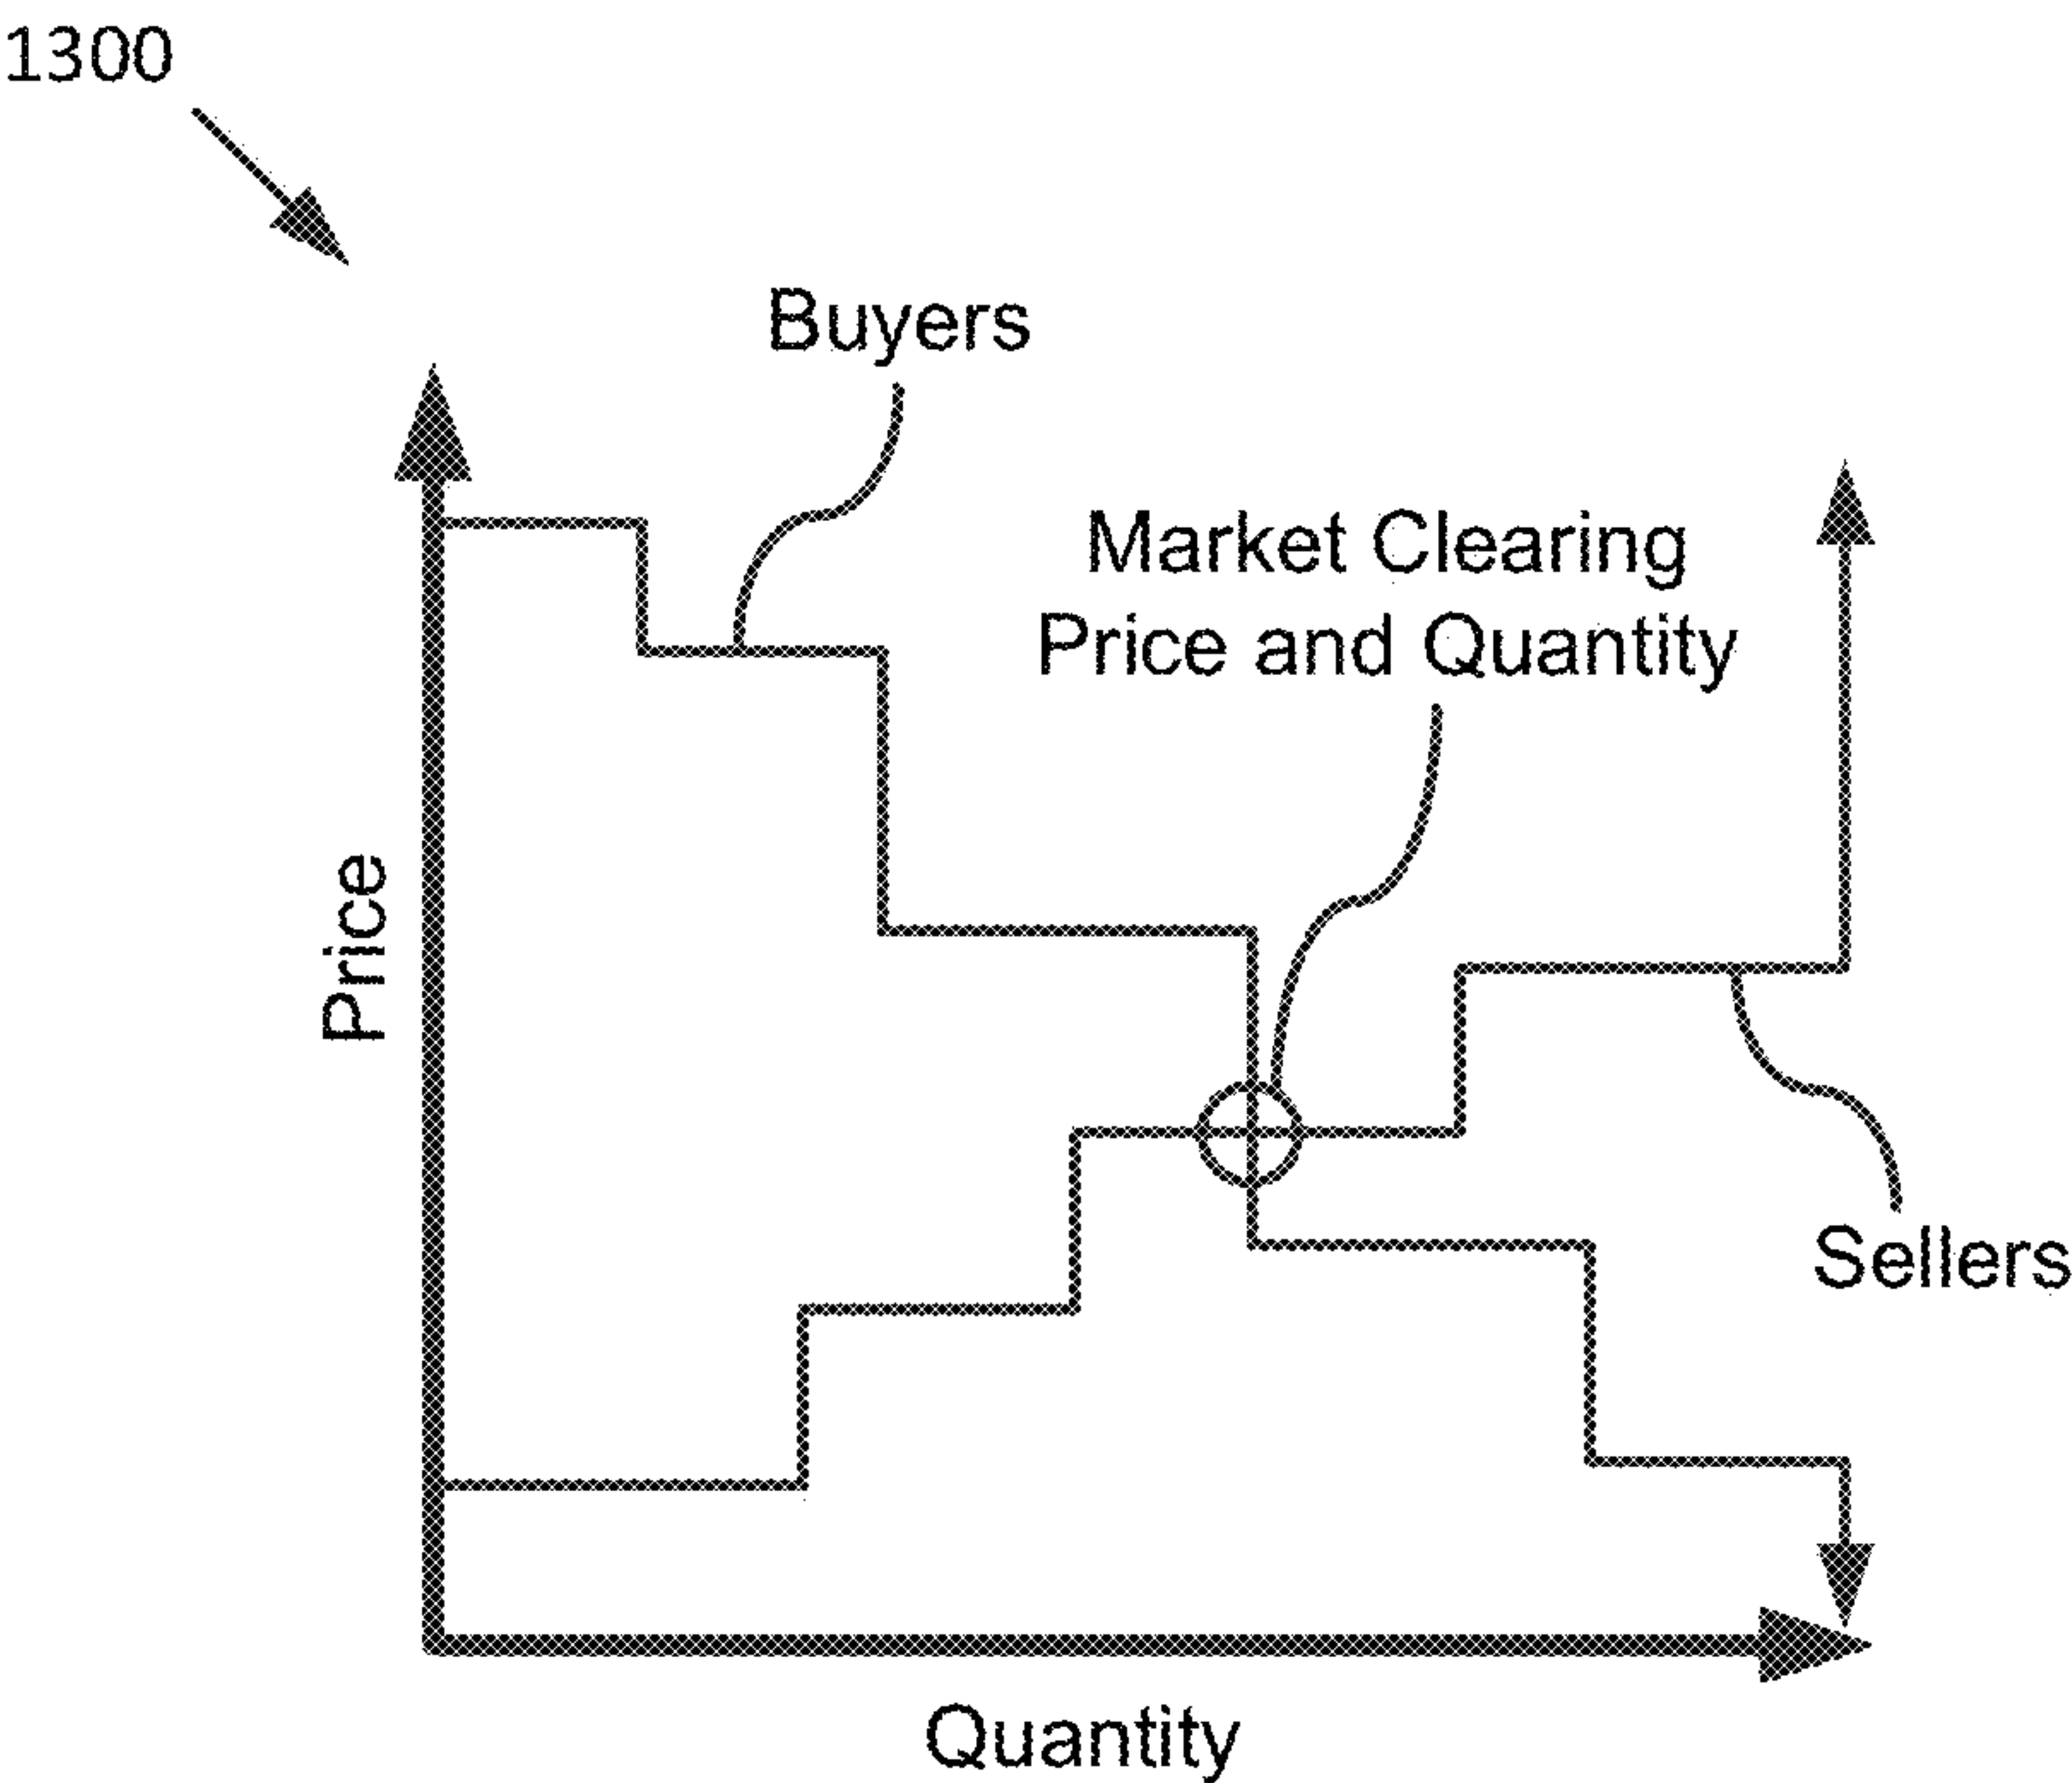 1300
Buyers
Market Clearing
Price and Quantity
Price
Sellers
Quantity